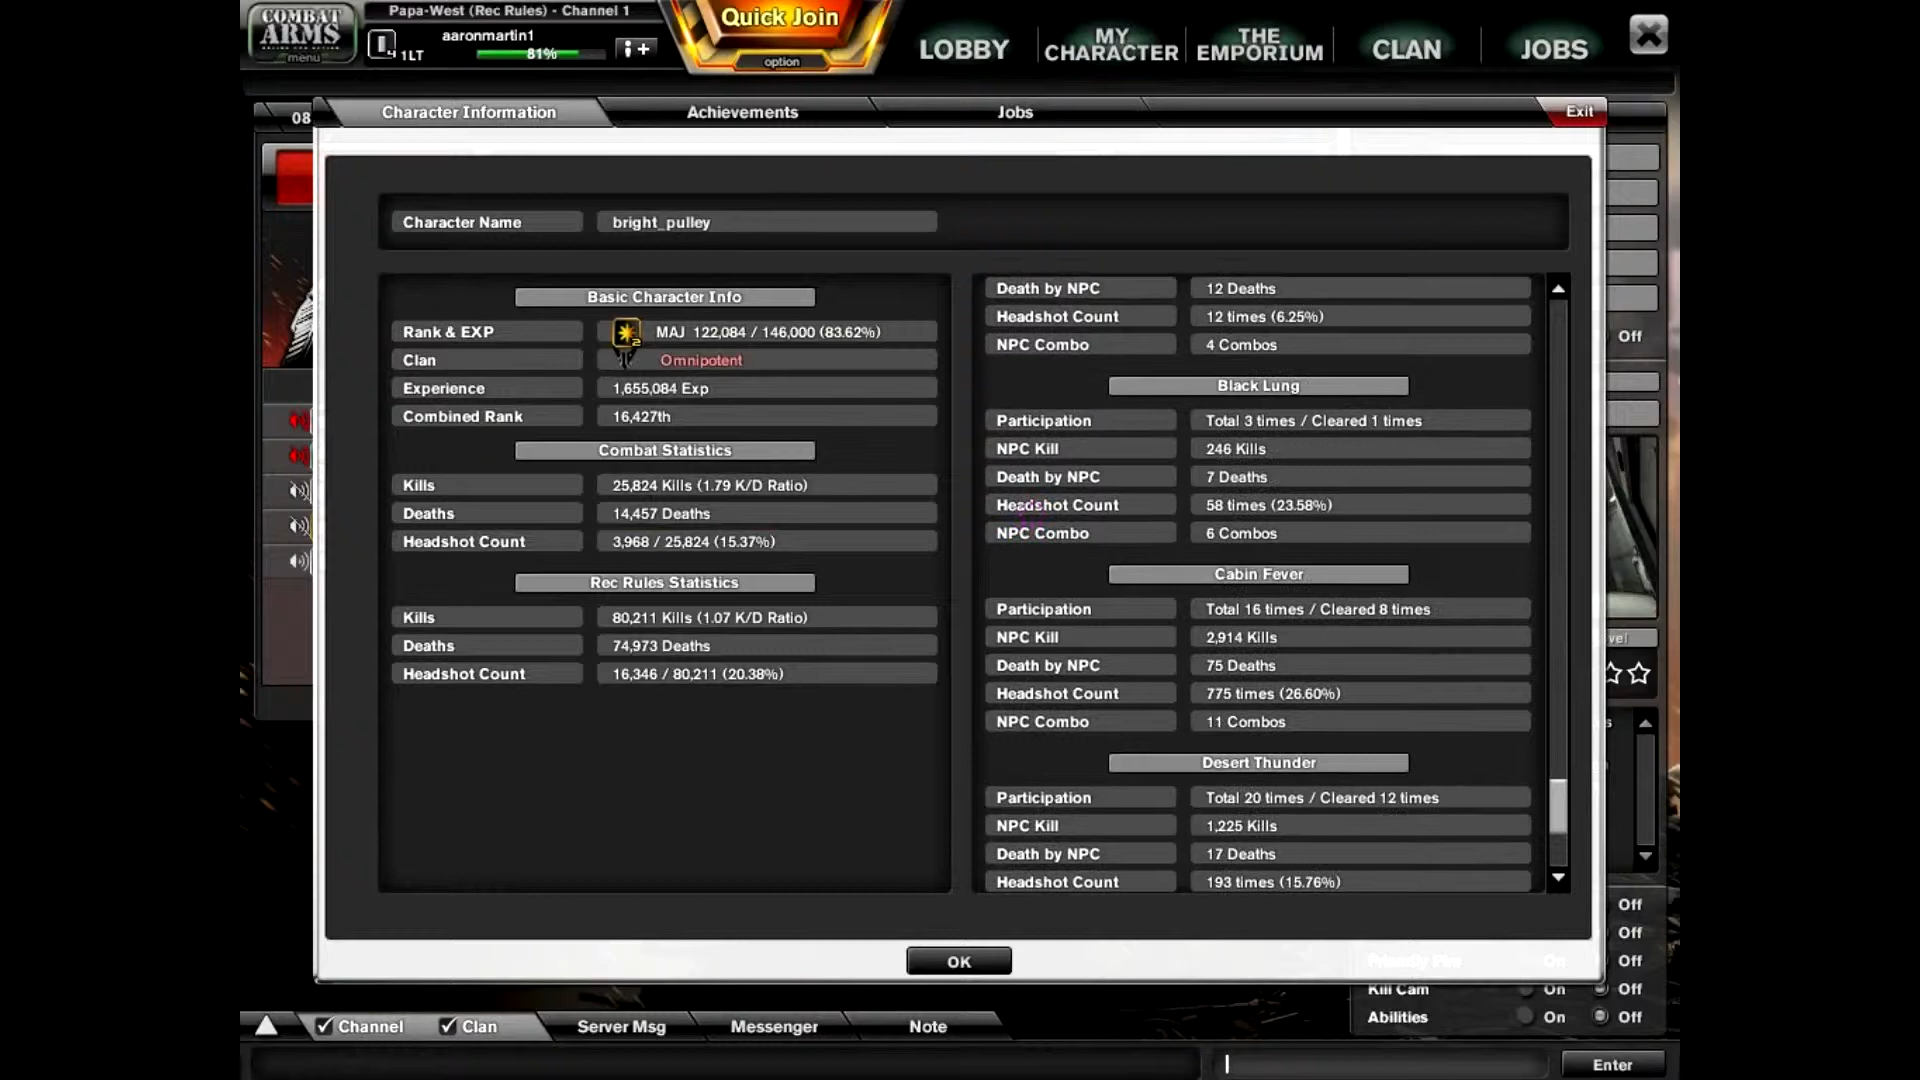 COMBAT
ARMS
menu
Papa-West (Rec Rules) - Channel 1
1LT
aaronmartin1
81%
Quick Join
option
LOBBY
MY CHARACTER
THE EMPORIUM
CLAN
JOBS
08
Character Information
Achievements
Jobs
Exit
Character Name bright_pulley
Basic Character Info
Rank & EXP MAJ 122,084 / 146,000 (83.62%)
Clan Omnipotent
Experience 1,655,084 Exp
Combined Rank 16,427th
Combat Statistics
Kills 25,824 Kills (1.79 K/D Ratio)
Deaths 14,457 Deaths
Headshot Count 3,968 / 25,824 (15.37%)
Rec Rules Statistics
Kills 80,211 Kills (1.07 K/D Ratio)
Deaths 74,973 Deaths
Headshot Count 16,346 / 80,211 (20.38%)
Death by NPC 12 Deaths
Headshot Count 12 times (6.25%)
NPC Combo 4 Combos
Black Lung
Participation Total 3 times / Cleared 1 times
NPC Kill 246 Kills
Death by NPC 7 Deaths
Headshot Count 58 times (23.58%)
NPC Combo 6 Combos
Cabin Fever
Participation Total 16 times / Cleared 8 times
NPC Kill 2,914 Kills
Death by NPC 75 Deaths
Headshot Count 775 times (26.60%)
NPC Combo 11 Combos
Desert Thunder
Participation Total 20 times / Cleared 12 times
NPC Kill 1,225 Kills
Death by NPC 17 Deaths
Headshot Count 193 times (15.76%)
OK
Off
vel
s
Off
Off
Friendly Fire On Off
Kill Cam On Off
Abilities On Off
Channel
Clan
Server Msg
Messenger
Note
Enter